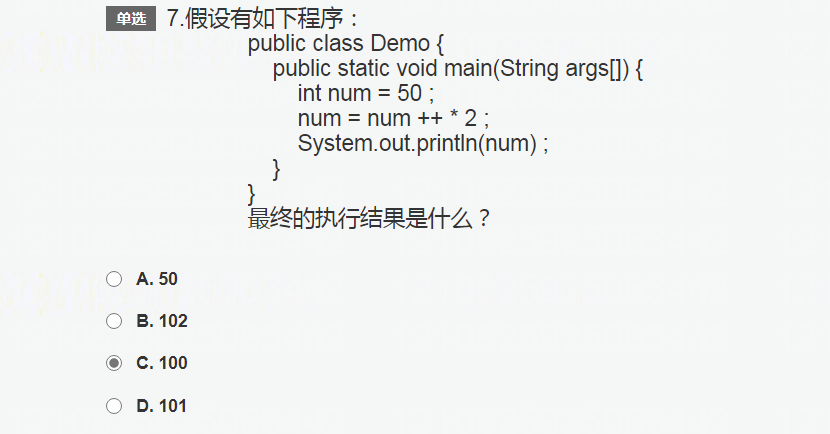 单选 7.假设有如下程序：
public class Demo {
public static void main(String args[]) {
int num = 50 ;
num = num ++ * 2 ;
System.out.println(num) ;
}
}
最终的执行结果是什么？
A. 50
B. 102
C. 100
D. 101